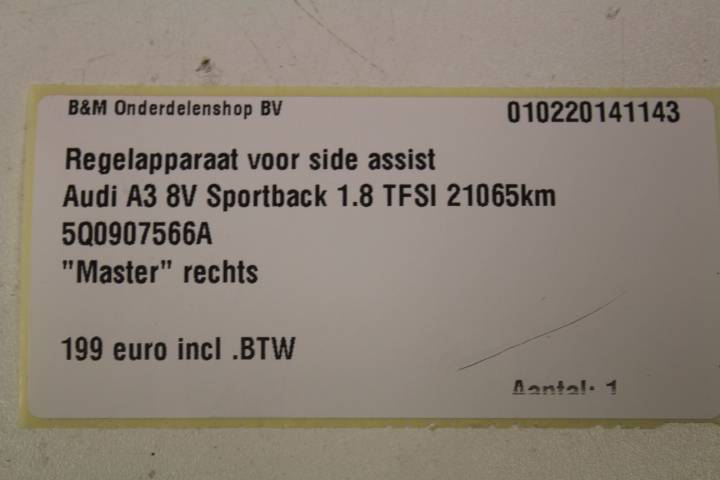 B&M Onderdelenshop BV 010220141143
Regelapparaat voor side assist
Audi A3 8V Sportback 1.8 TFSI 21065km
5Q0907566A
"Master" rechts
199 euro incl .BTW
Aantal: 1